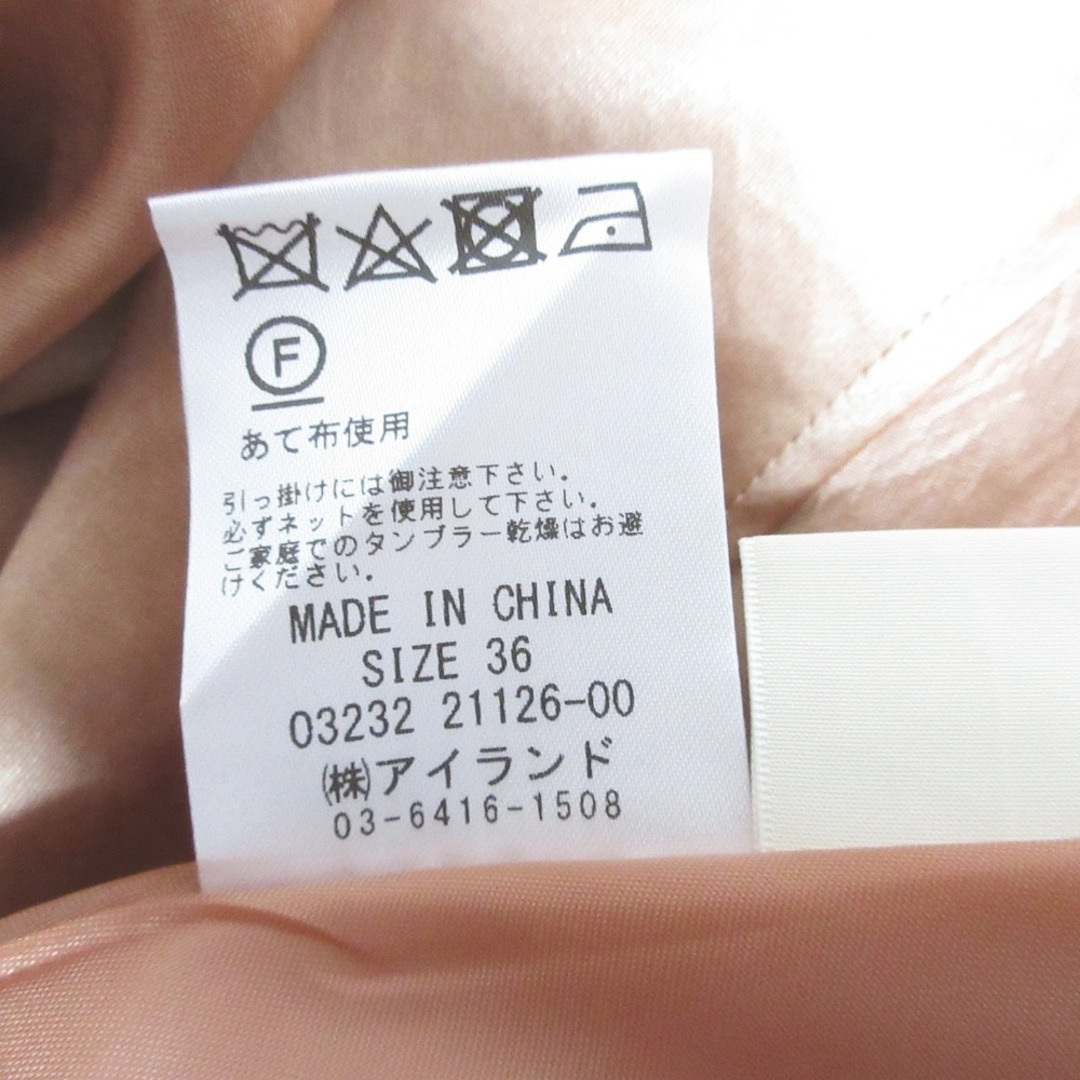 F
あて布使用
引っ掛けには御注意下さい。
必ずネットを使用して下さい。
ご家庭でのタンブラー乾燥はお避
けください。
MADE IN CHINA
SIZE 36
03232 21126-00
㈱アイランド
03-6416-1508